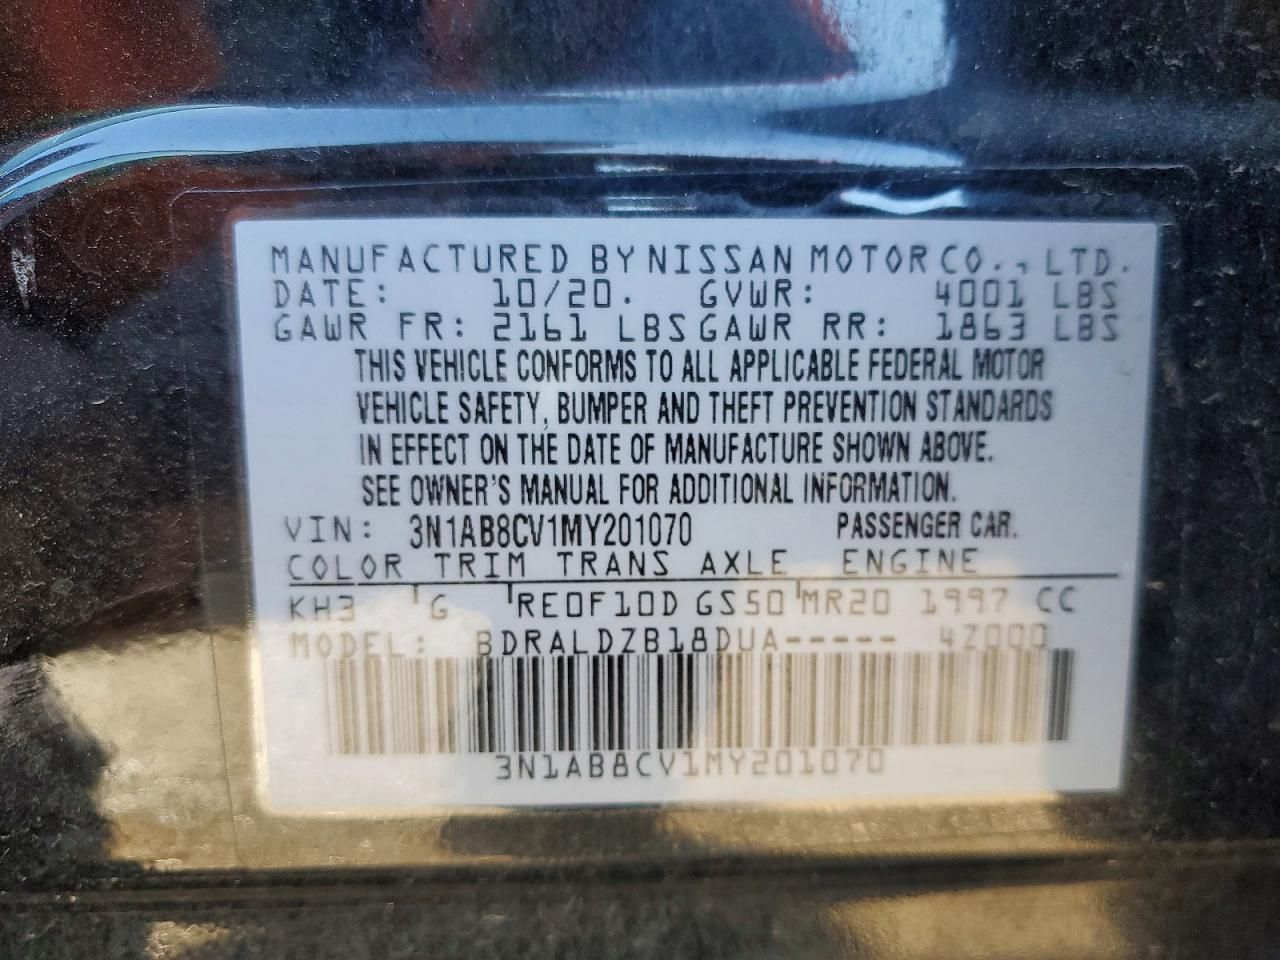 MANUFACTURED BY NISSAN MOTOR CO., LTD.
DATE: 10/20. GVWR: 4001 LBS
GAWR FR: 2161 LBS GAWR RR: 1863 LBS
THIS VEHICLE CONFORMS TO ALL APPLICABLE FEDERAL MOTOR
VEHICLE SAFETY, BUMPER AND THEFT PREVENTION STANDARDS
IN EFFECT ON THE DATE OF MANUFACTURE SHOWN ABOVE.
SEE OWNER'S MANUAL FOR ADDITIONAL INFORMATION.
VIN: 3N1AB8CV1MY201070 PASSENGER CAR.
COLOR TRIM TRANS AXLE ENGINE
KH3 G RE0F10D GS50 MR20 1997 CC
MODEL: BDRALDZB18DUA----- 4Z000
3N1AB8CV1MY201070